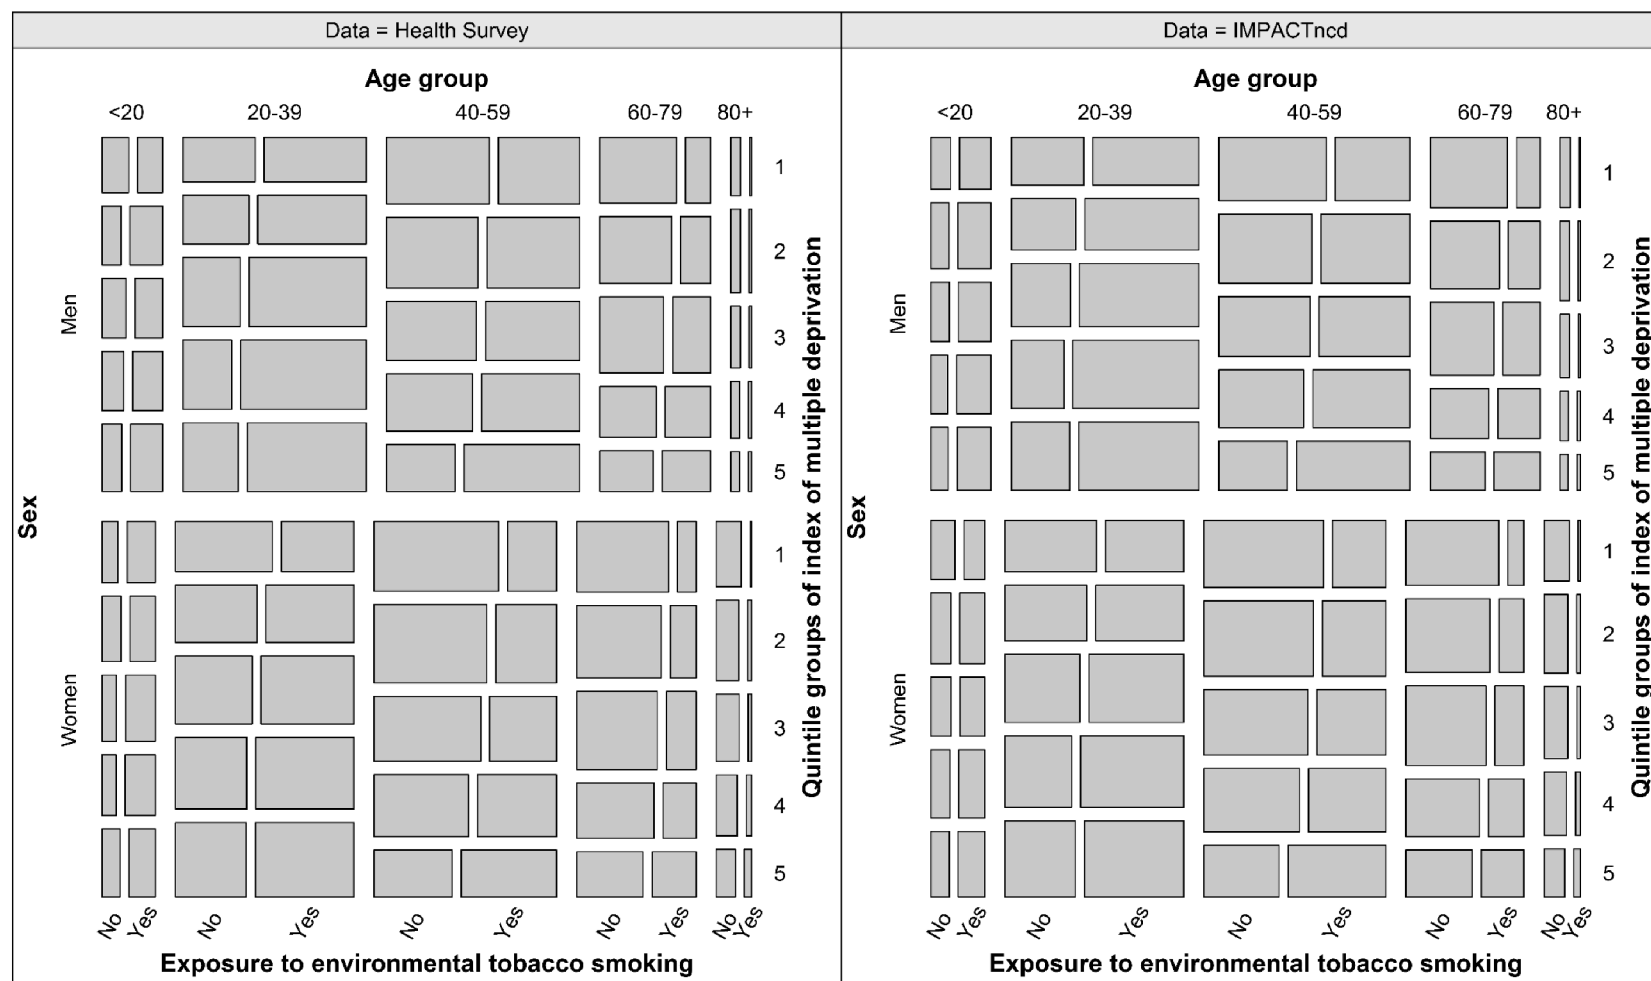 Data = Health Survey
Age group
<20 20-39 40-59 60-79 80+
Sex
Men
Women
1
2
3
4
5
1
2
3
4
5
Quintile groups of index of multiple deprivation
No Yes No Yes No Yes No Yes No Yes
Exposure to environmental tobacco smoking
Data = IMPACTncd
Age group
<20 20-39 40-59 60-79 80+
Sex
Men
Women
1
2
3
4
5
1
2
3
4
5
Quintile groups of index of multiple deprivation
No Yes No Yes No Yes No Yes No Yes
Exposure to environmental tobacco smoking